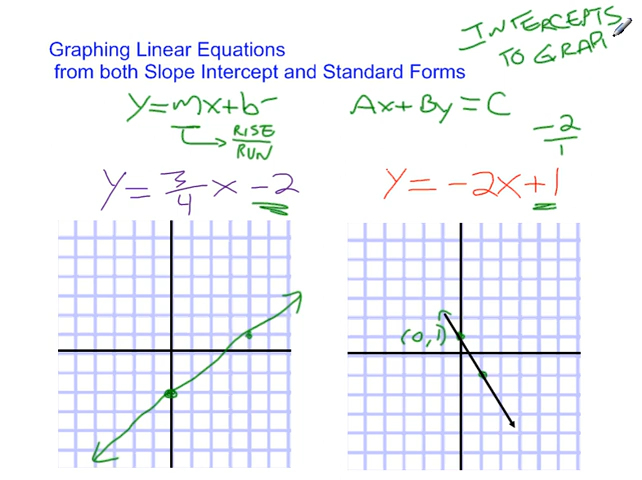 INTERCEPTS
TO GRAPH
Graphing Linear Equations
from both Slope Intercept and Standard Forms
y=mx+b
Ax+By=C
RISE
RUN
-2/1
y = 3/4 x -2
y = -2x+1
(0,1)